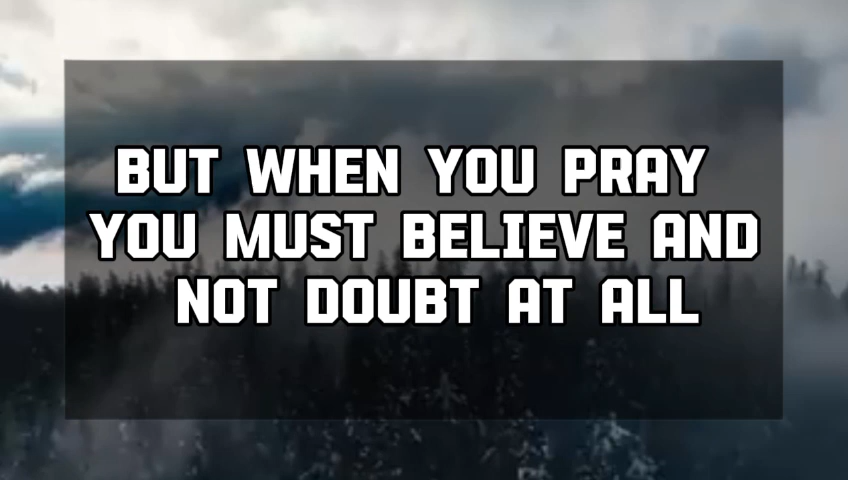 BUT WHEN YOU PRAY
YOU MUST BELIEVE AND
NOT DOUBT AT ALL